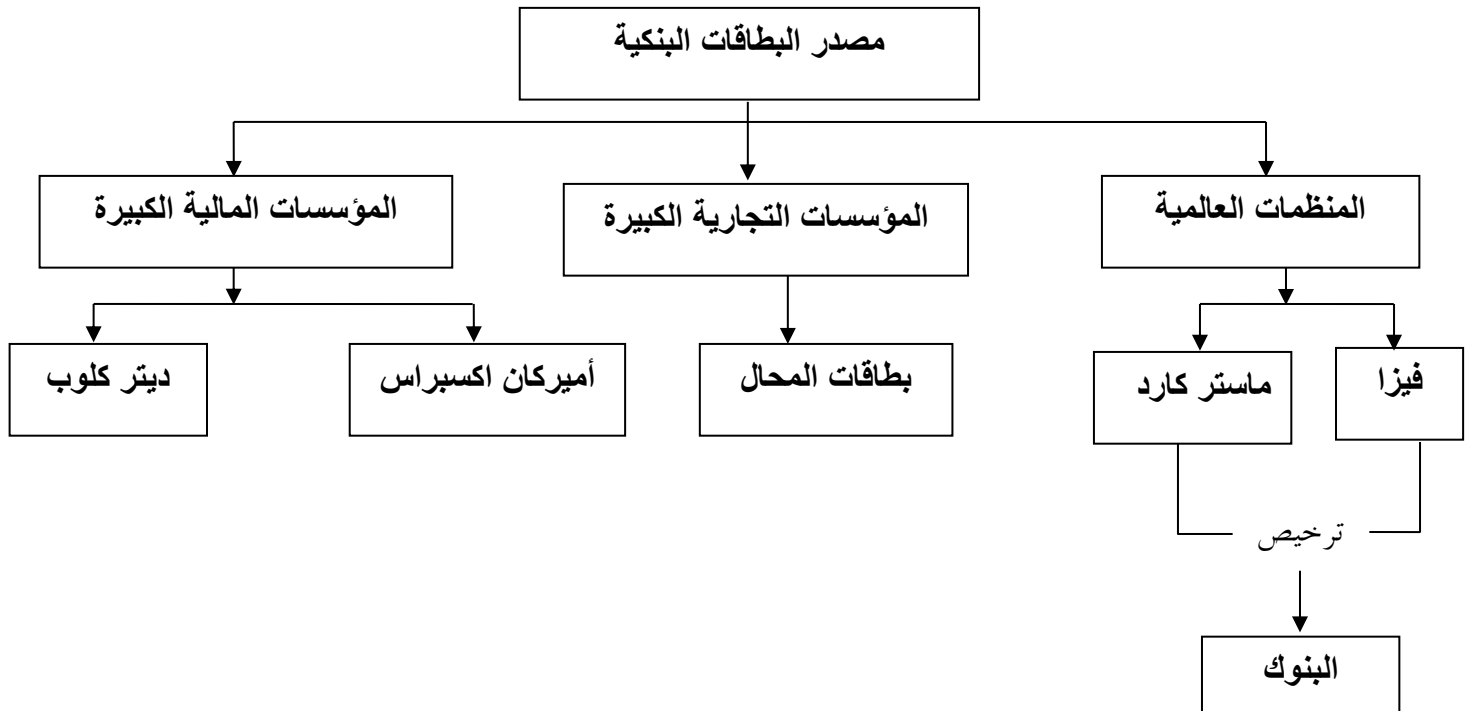 مصدر البطاقات البنكية
المنظمات العالمية
المؤسسات التجارية الكبيرة
المؤسسات المالية الكبيرة
فيزا
ماستر كارد
بطاقات المحال
أميركان اكسبراس
ديتر كلوب
ترخيص
البنوك